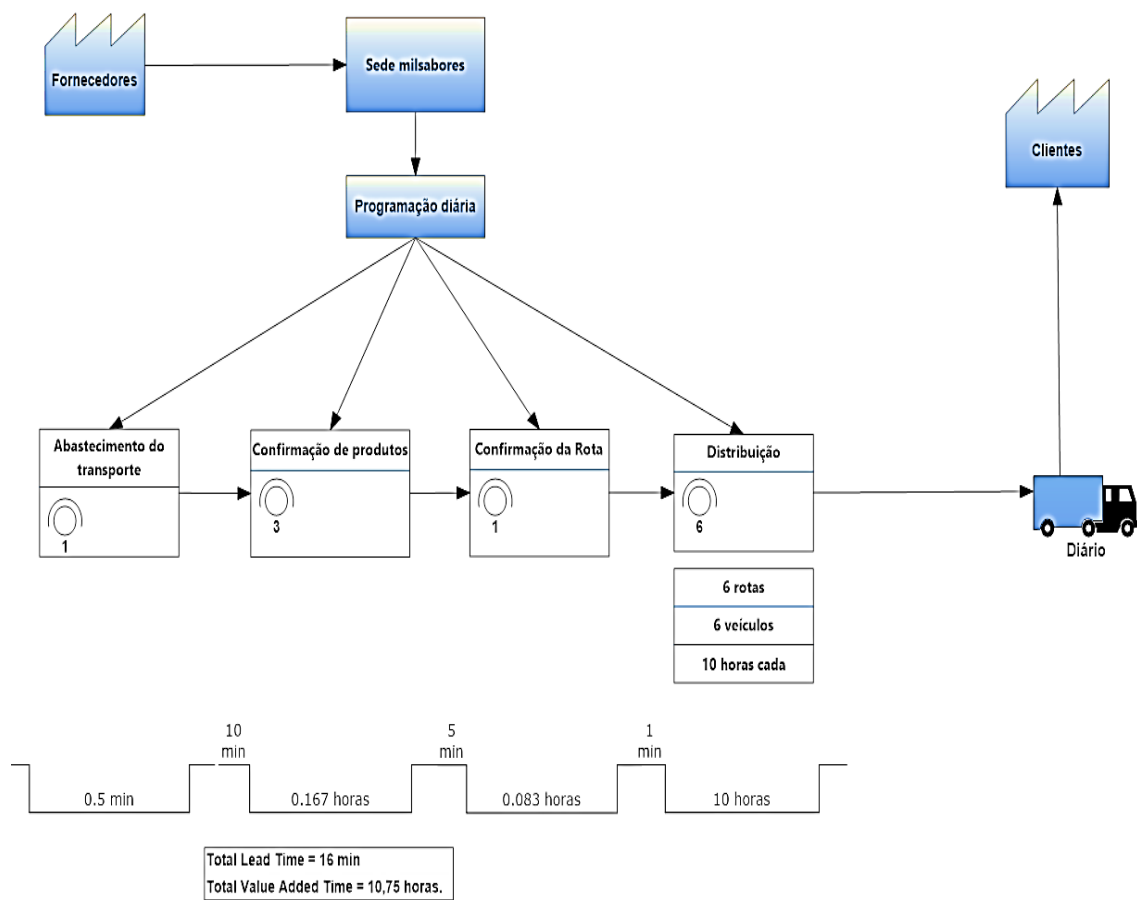 Fornecedores
Sede milsabores
Clientes
Programação diária
Abastecimento do
transporte
1
Confirmação de produtos
3
Confirmação da Rota
1
Distribuição
6
Diário
6 rotas
6 veículos
10 horas cada
10
min
5
min
1
min
0.5 min
0.167 horas
0.083 horas
10 horas
Total Lead Time = 16 min
Total Value Added Time = 10,75 horas.